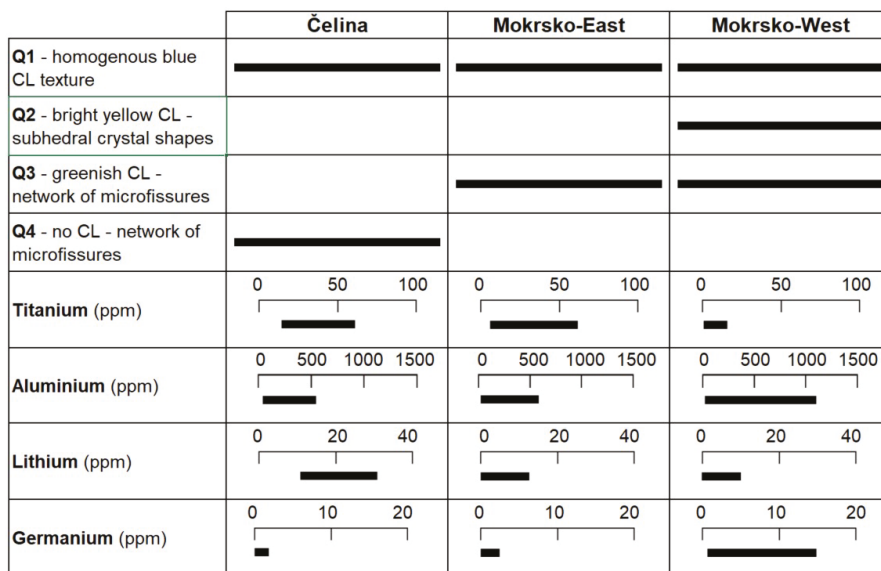 Čelina Mokrsko-East Mokrsko-West
Q1 - homogenous blue
CL texture
Q2 - bright yellow CL -
subhedral crystal shapes
Q3 - greenish CL -
network of microfissures
Q4 - no CL - network of
microfissures
0 50 100 0 50 100 0 50 100
Titanium (ppm)
0 500 1000 1500 0 500 1000 1500 0 500 1000 1500
Aluminium (ppm)
0 20 40 0 20 40 0 20 40
Lithium (ppm)
0 10 20 0 10 20 0 10 20
Germanium (ppm)